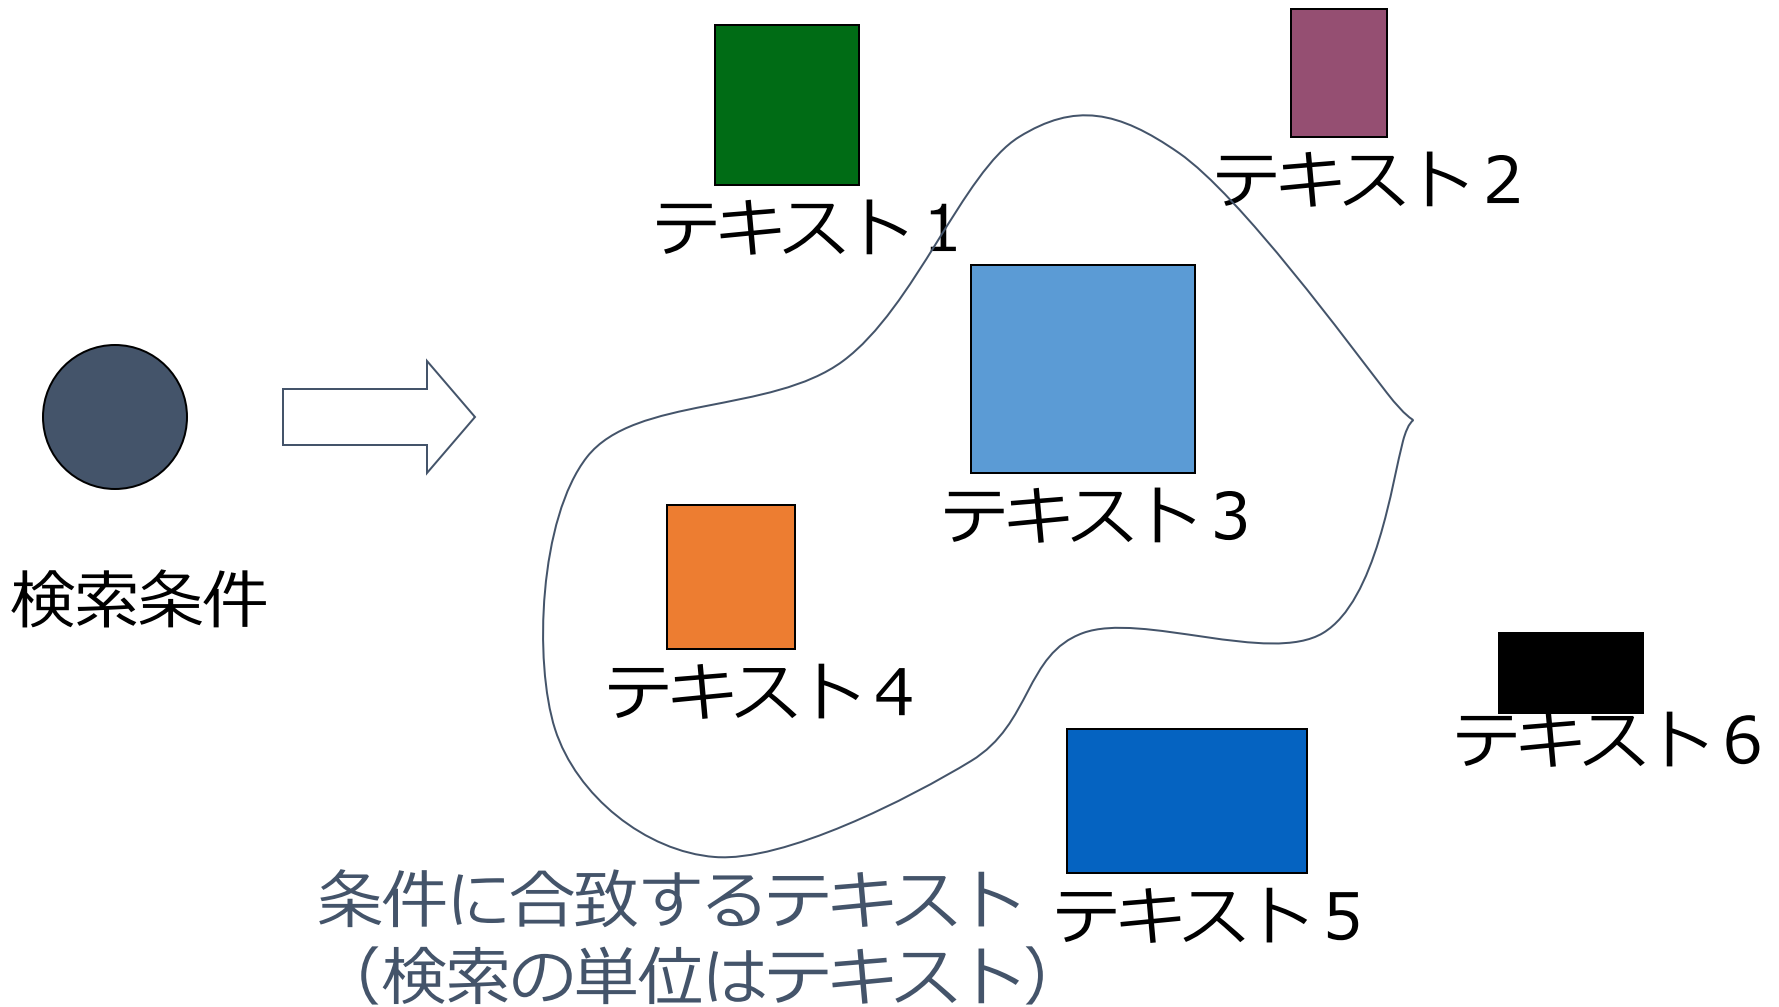 テキスト１
テキスト２
テキスト３
検索条件
テキスト４
テキスト６
テキスト５
条件に合致するテキスト
（検索の単位はテキスト）